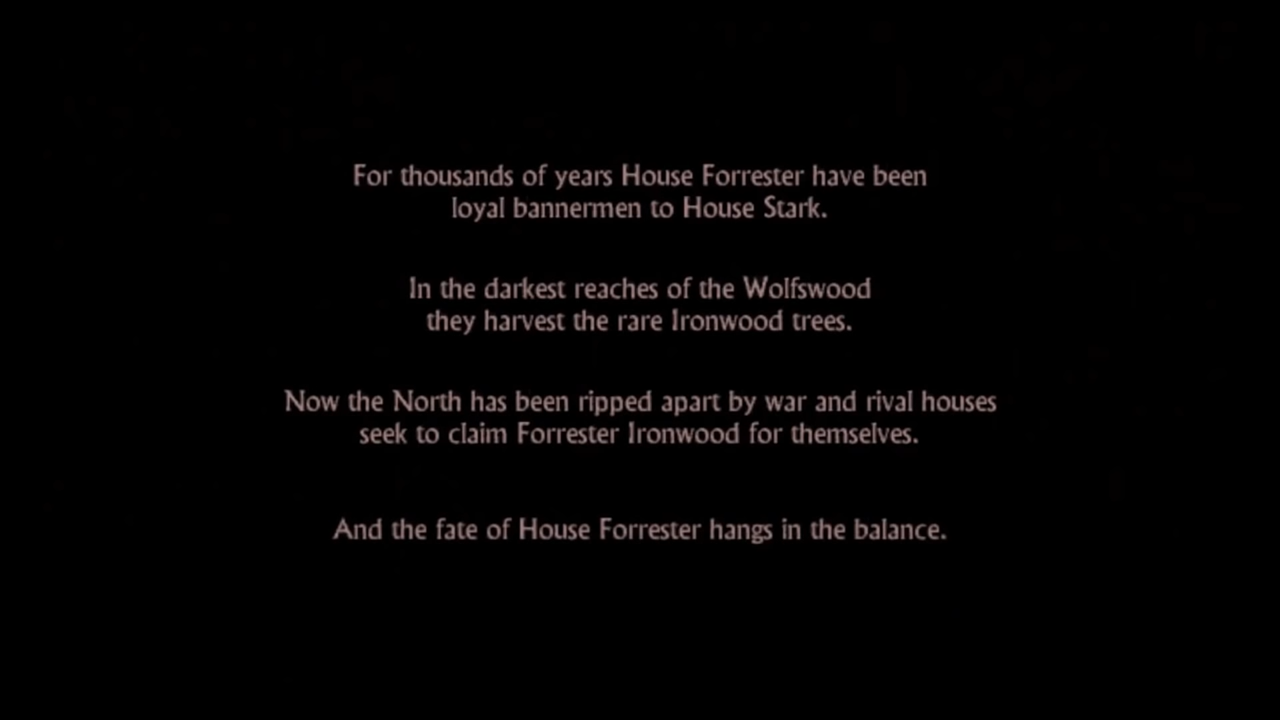 For thousands of years House Forrester have been
loyal bannermen to House Stark.
In the darkest reaches of the Wolfswood
they harvest the rare Ironwood trees.
Now the North has been ripped apart by war and rival houses
seek to claim Forrester Ironwood for themselves.
And the fate of House Forrester hangs in the balance.